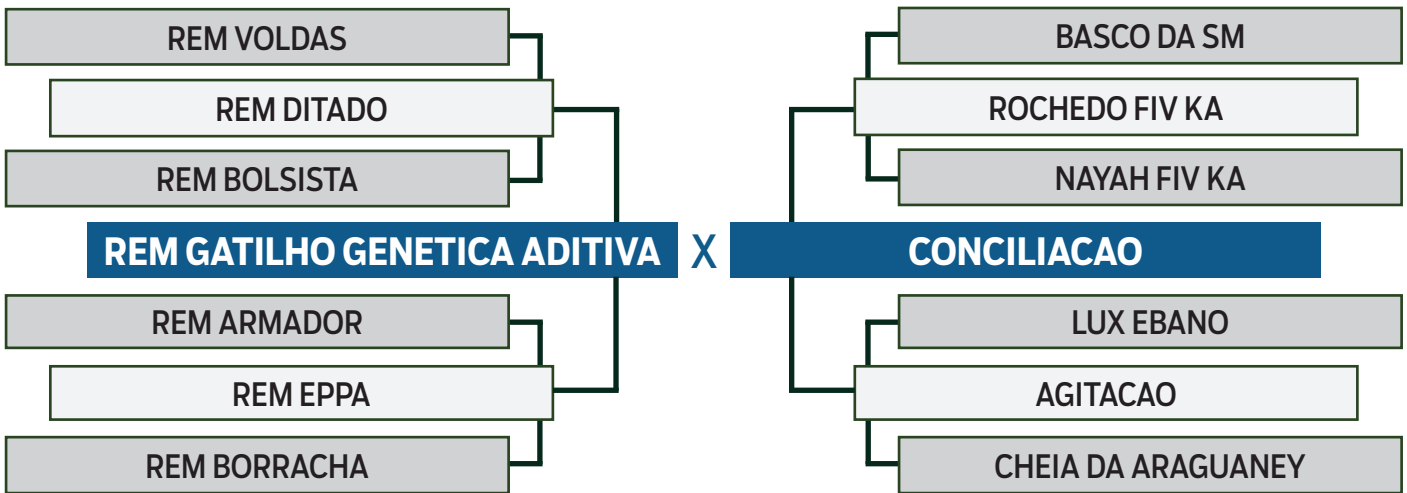 REM VOLDAS
REM DITADO
REM BOLSISTA
REM GATILHO GENETICA ADITIVA
REM ARMADOR
REM EPPA
REM BORRACHA
X
BASCO DA SM
ROCHEDO FIV KA
NAYAH FIV KA
CONCILIACAO
LUX EBANO
AGITACAO
CHEIA DA ARAGUANEY